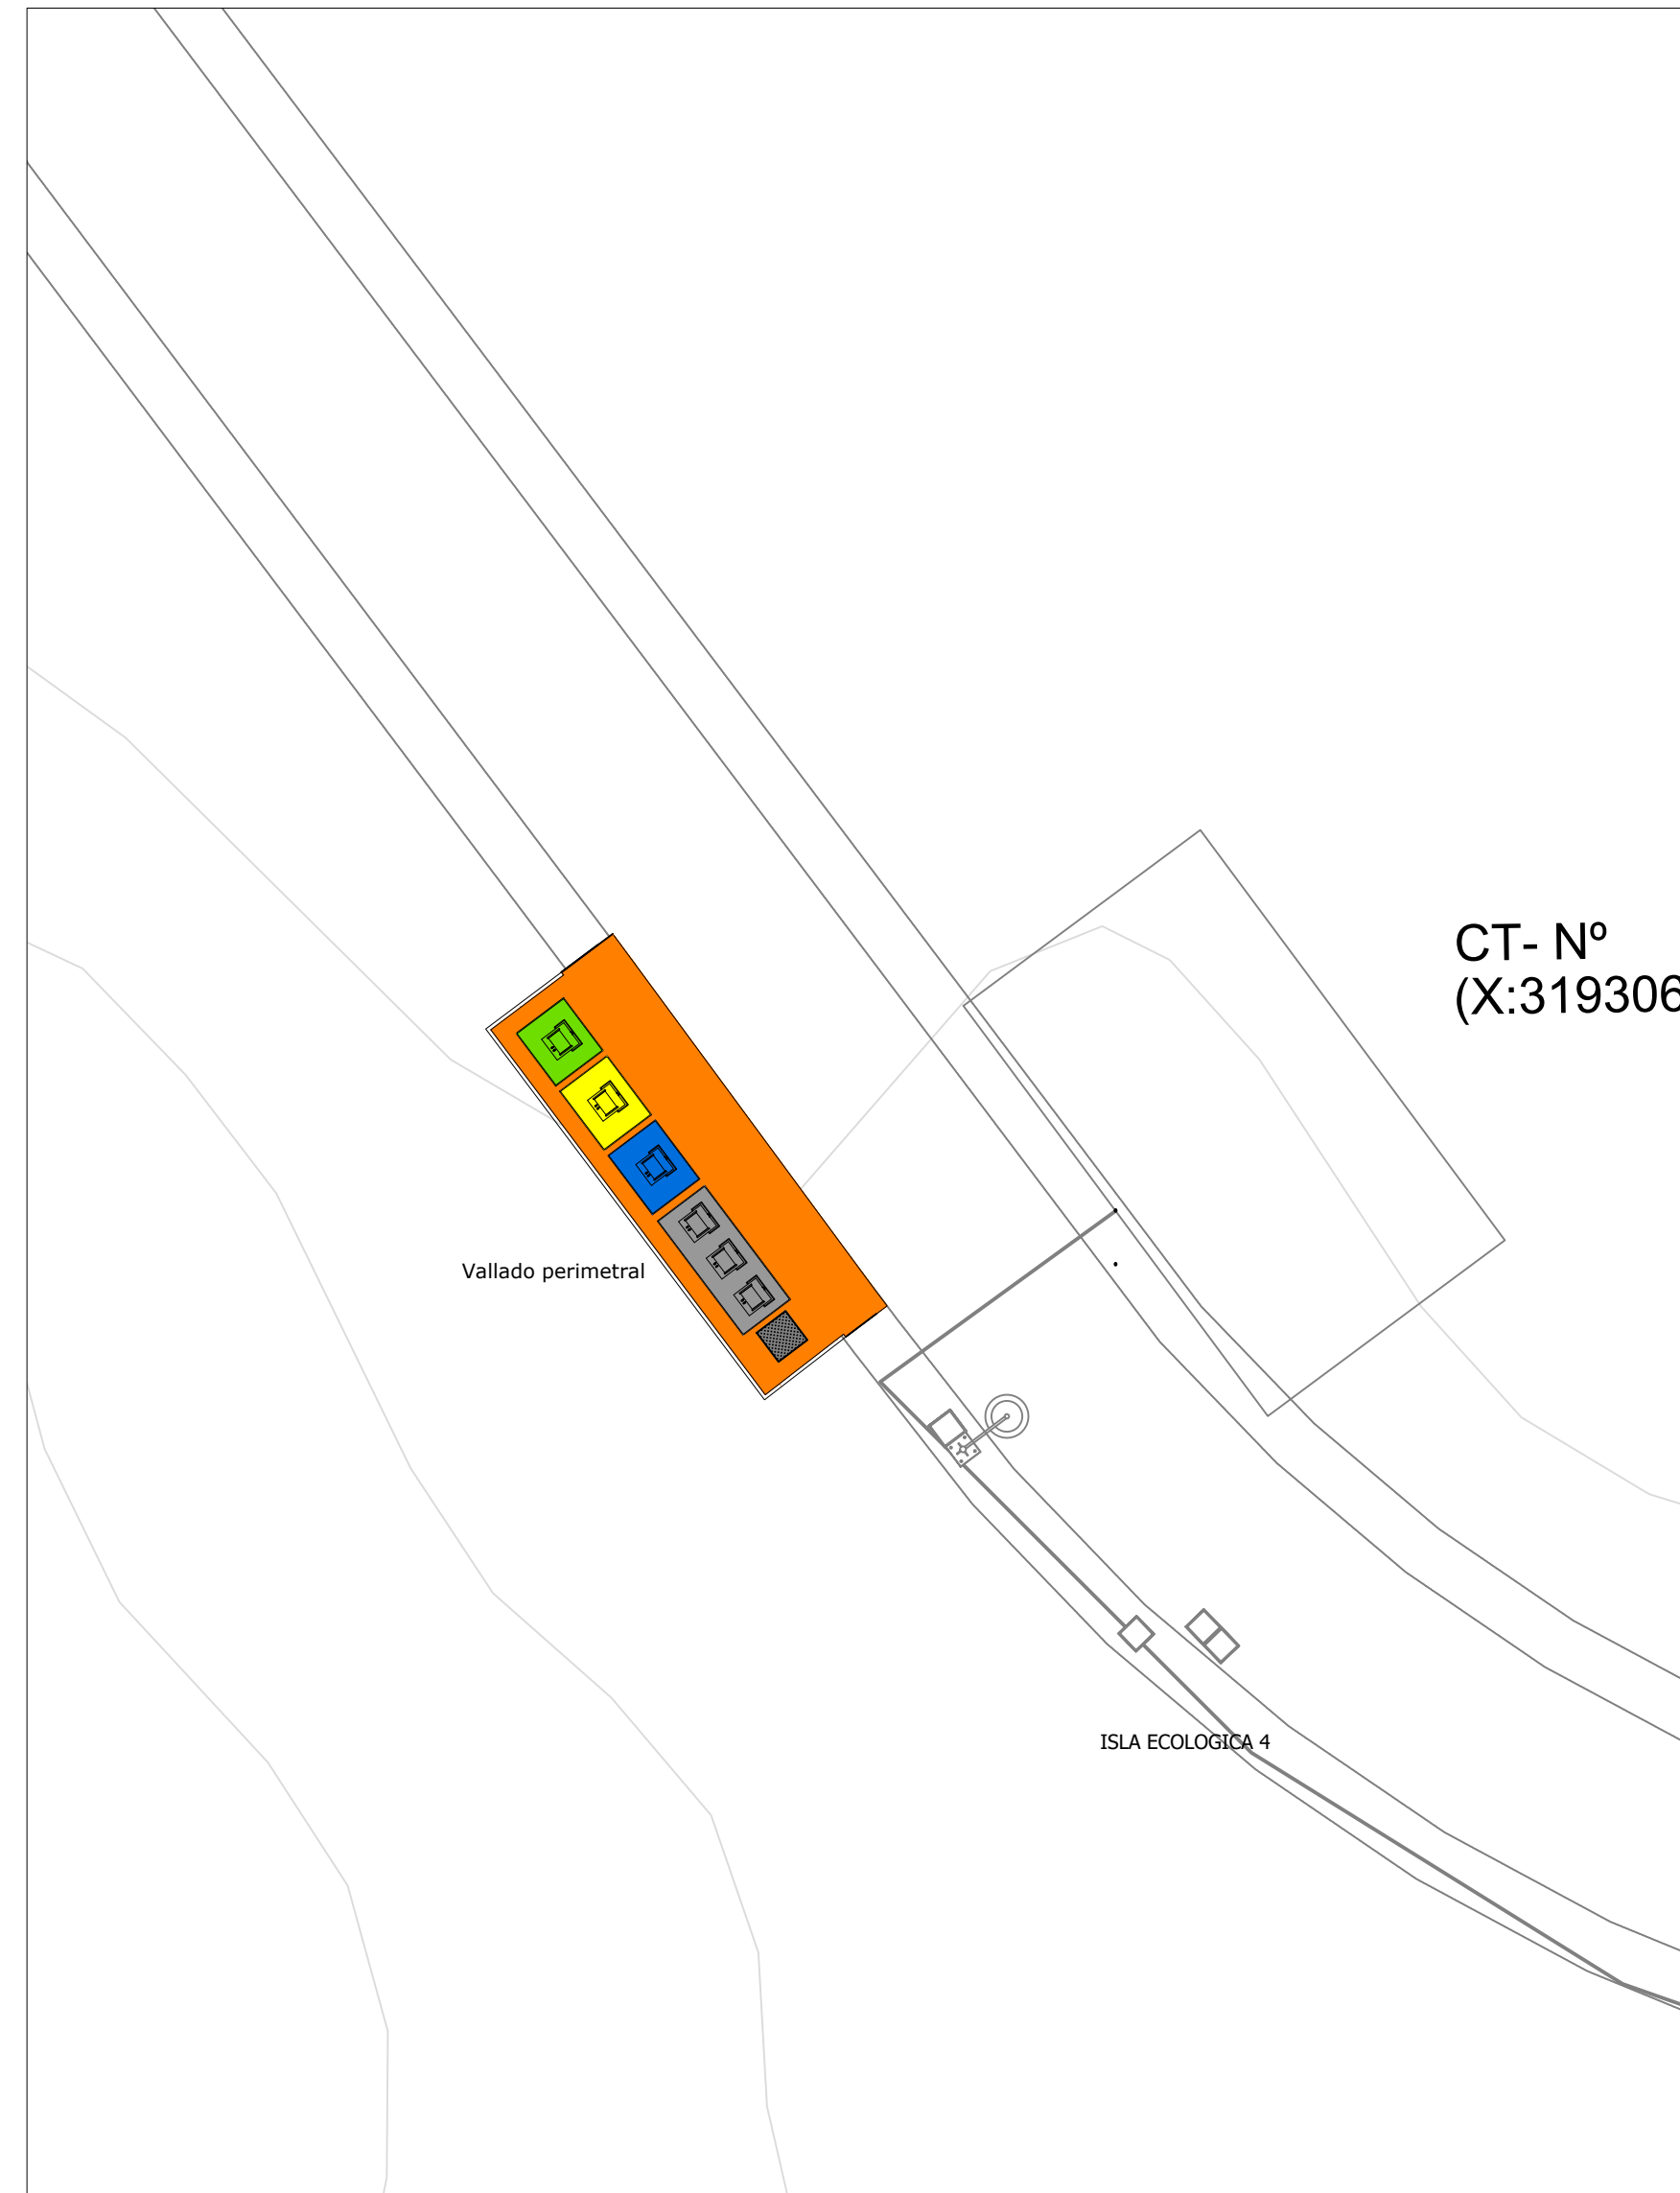 CT- Nº
(X:319306
Vallado perimetral
ISLA ECOLOGICA 4